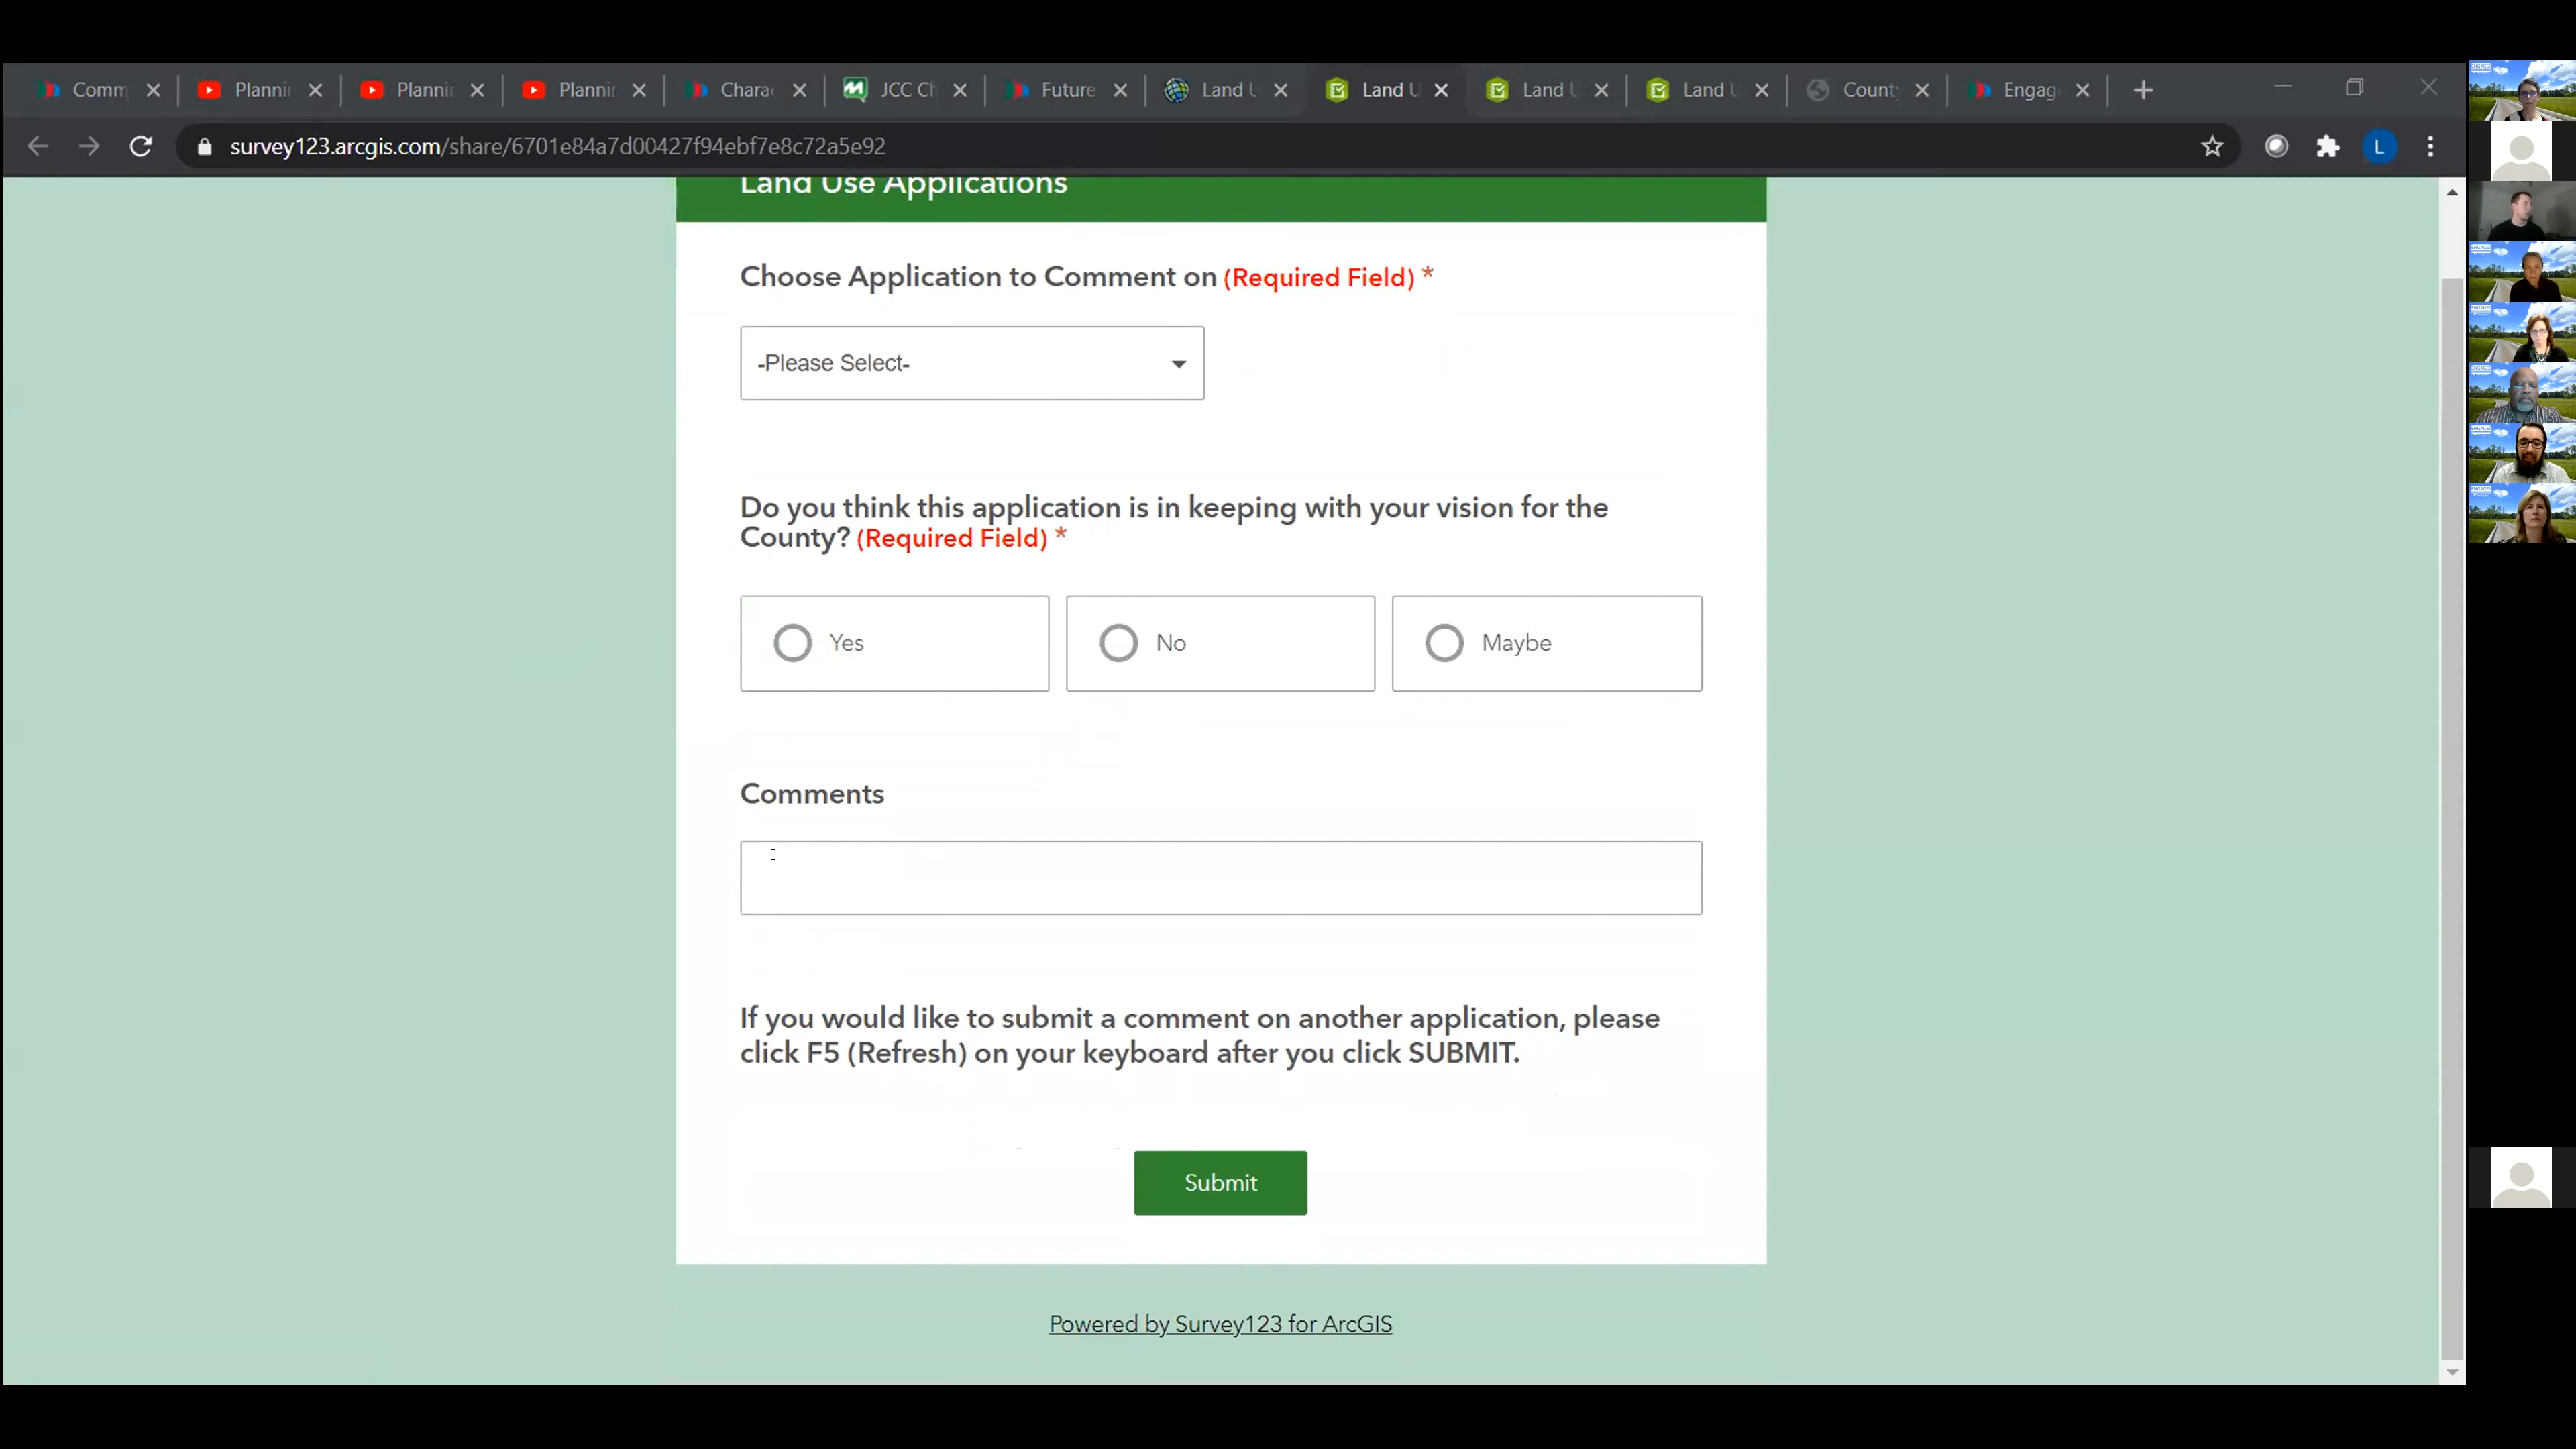 Comm
Plannin
Plannin
Plannin
Charac
JCC Ch
Future
Land U
Land U
Land U
Land U
County
Engag
survey123.arcgis.com/share/6701e84a7d00427f94ebf7e8c72a5e92
L
Land Use Applications
Choose Application to Comment on (Required Field) *
-Please Select-
Do you think this application is in keeping with your vision for the
County? (Required Field) *
Yes
No
Maybe
Comments
If you would like to submit a comment on another application, please
click F5 (Refresh) on your keyboard after you click SUBMIT.
Submit
Powered by Survey123 for ArcGIS